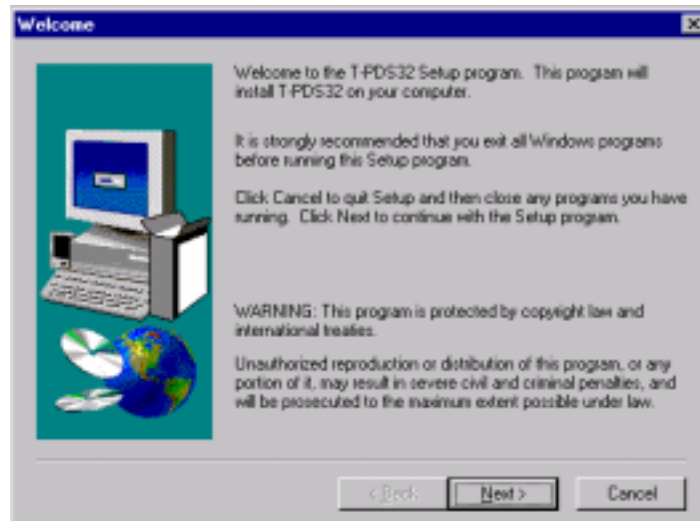 Welcome
Welcome to the T-PDS32 Setup program. This program will
install T-PDS32 on your computer.
It is strongly recommended that you exit all Windows programs
before running this Setup program.
Click Cancel to quit Setup and then close any programs you have
running. Click Next to continue with the Setup program.
WARNING: This program is protected by copyright law and
international treaties.
Unauthorized reproduction or distribution of this program, or any
portion of it, may result in severe civil and criminal penalties, and
will be prosecuted to the maximum extent possible under law.
< Back Next > Cancel